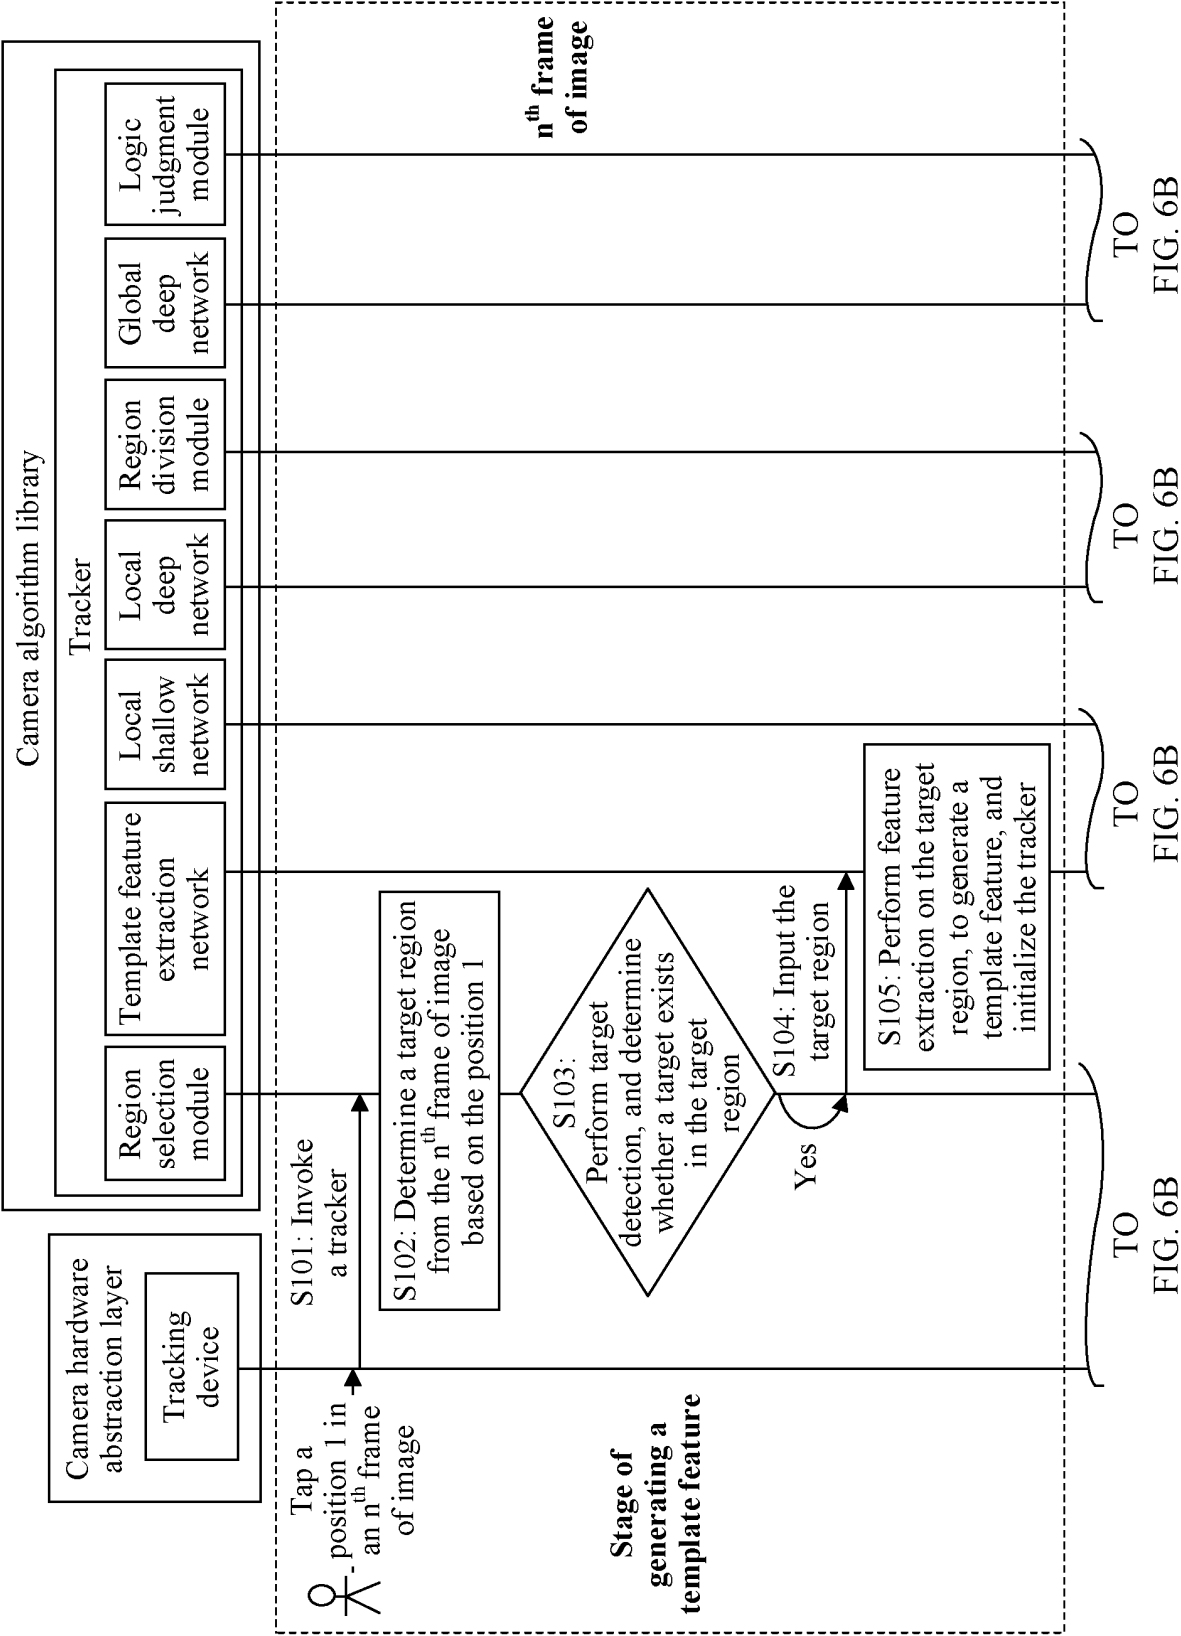 Camera hardware
abstraction layer
Tracking
device
Camera algorithm library
Tracker
Region
selection
module
Template feature
extraction
network
Local
shallow
network
Local
deep
network
Region
division
module
Global
deep
network
Logic
judgment
module
Tap a
position 1 in
an nth frame
of image
S101: Invoke
a tracker
S102: Determine a target region
from the nth frame of image
based on the position 1
S103:
Perform target
detection, and determine
whether a target exists
in the target
region
Yes
S104: Input the
target region
S105: Perform feature
extraction on the target
region, to generate a
template feature, and
initialize the tracker
Stage of
generating a
template feature
nth frame
of image
TO
FIG. 6B
TO
FIG. 6B
TO
FIG. 6B
TO
FIG. 6B